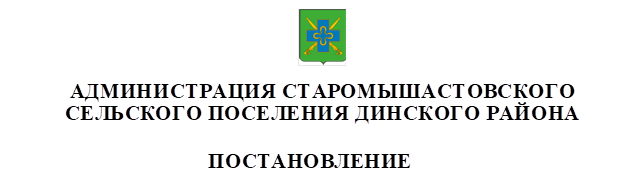 АДМИНИСТРАЦИЯ СТАРОМЫШАСТОВСКОГО
СЕЛЬСКОГО ПОСЕЛЕНИЯ ДИНСКОГО РАЙОНА
ПОСТАНОВЛЕНИЕ